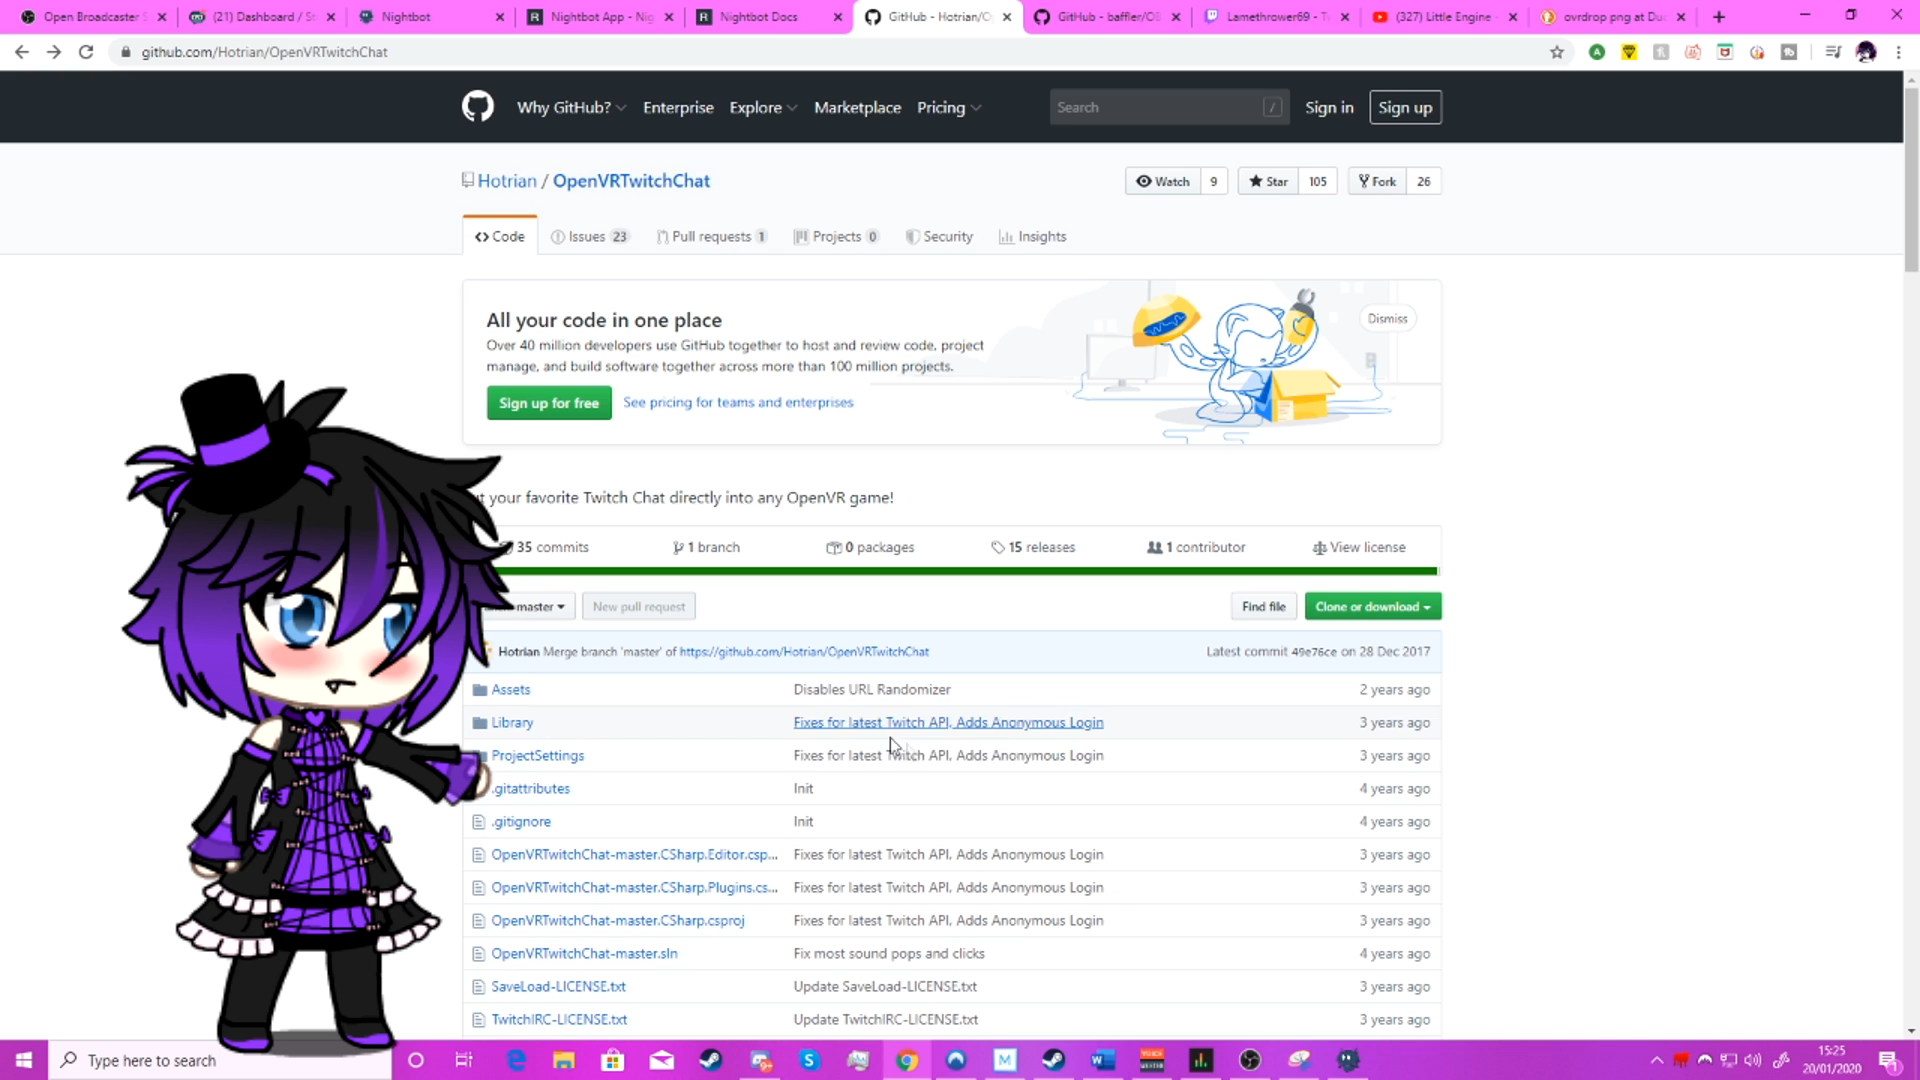 Open Broadcaster S
(21) Dashboard / St
Nightbot
Nightbot App - Nig
Nightbot Docs
GitHub - Hotrian/O
GitHub - baffler/OB
Lamethrower69 - Tw
(327) Little Engine
ovrdrop png at Du
github.com/Hotrian/OpenVRTwitchChat
Why GitHub? Enterprise Explore Marketplace Pricing Search / Sign in Sign up
Hotrian / OpenVRTwitchChat
Watch 9 Star 105 Fork 26
Code Issues 23 Pull requests 1 Projects 0 Security Insights
All your code in one place
Dismiss
Over 40 million developers use GitHub together to host and review code, project
manage, and build software together across more than 100 million projects.
Sign up for free See pricing for teams and enterprises
ut your favorite Twitch Chat directly into any OpenVR game!
35 commits 1 branch 0 packages 15 releases 1 contributor View license
master New pull request Find file Clone or download
Hotrian Merge branch 'master' of https://github.com/Hotrian/OpenVRTwitchChat Latest commit 49e76ce on 28 Dec 2017
Assets Disables URL Randomizer 2 years ago
Library Fixes for latest Twitch API, Adds Anonymous Login 3 years ago
ProjectSettings Fixes for latest Twitch API, Adds Anonymous Login 3 years ago
.gitattributes Init 4 years ago
.gitignore Init 4 years ago
OpenVRTwitchChat-master.CSharp.Editor.csp... Fixes for latest Twitch API, Adds Anonymous Login 3 years ago
OpenVRTwitchChat-master.CSharp.Plugins.cs... Fixes for latest Twitch API, Adds Anonymous Login 3 years ago
OpenVRTwitchChat-master.CSharp.csproj Fixes for latest Twitch API, Adds Anonymous Login 3 years ago
OpenVRTwitchChat-master.sln Fix most sound pops and clicks 4 years ago
SaveLoad-LICENSE.txt Update SaveLoad-LICENSE.txt 3 years ago
TwitchIRC-LICENSE.txt Update TwitchIRC-LICENSE.txt 3 years ago
Type here to search
15:25
20/01/2020